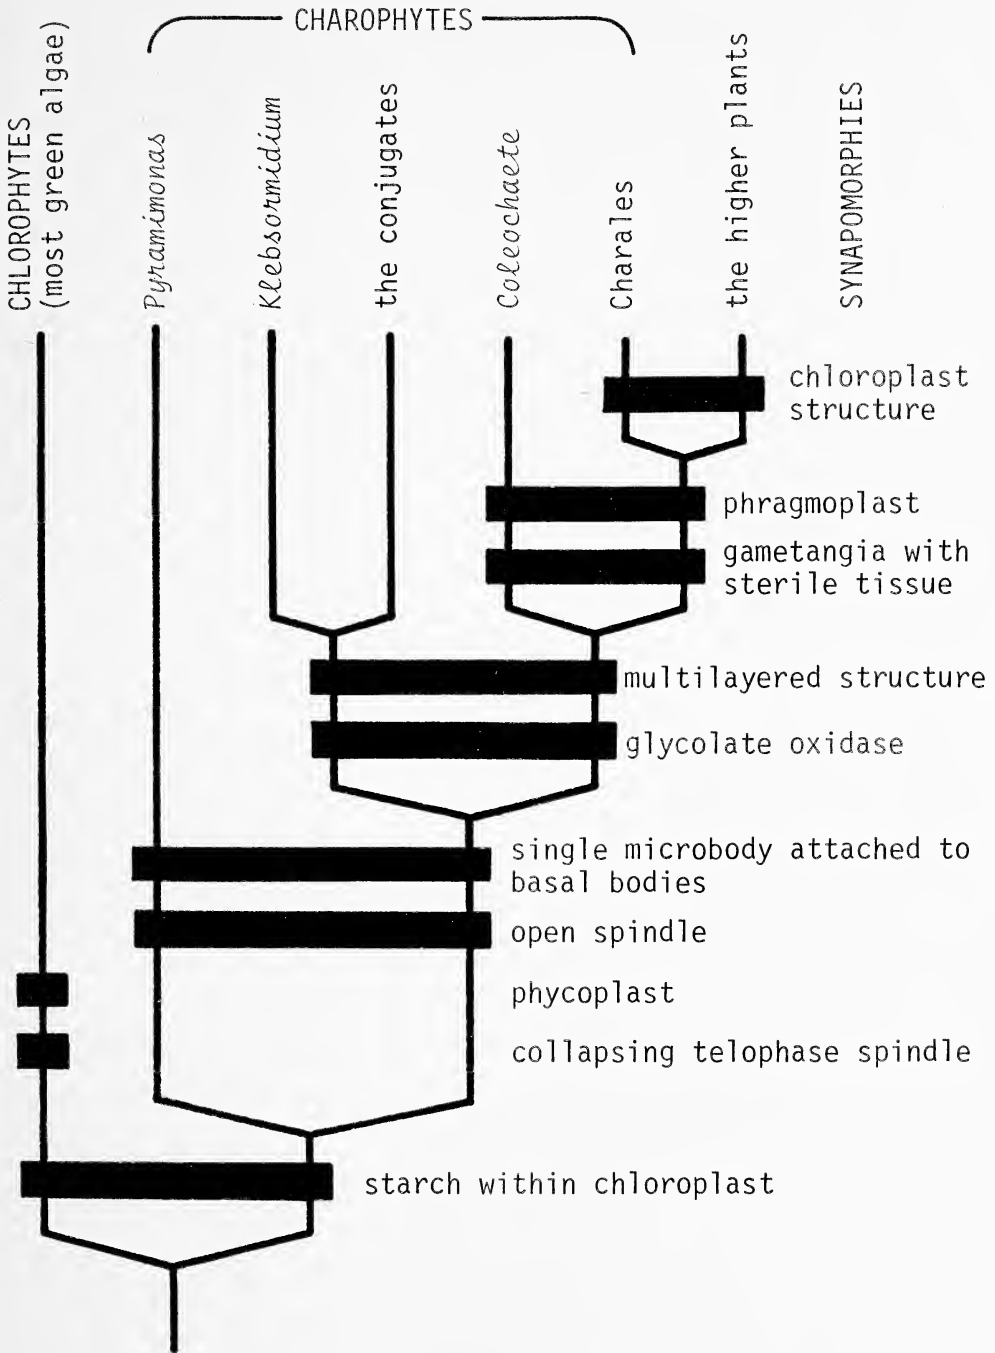 CHAROPHYTES
CHLOROPHYTES
(most green algae)
Pyramimonas
Klebsormidium
the conjugates
Coleochaete
Charales
the higher plants
SYNAPOMORPHIES
chloroplast
structure
phragmoplast
gametangia with
sterile tissue
multilayered structure
glycolate oxidase
single microbody attached to
basal bodies
open spindle
phycoplast
collapsing telophase spindle
starch within chloroplast